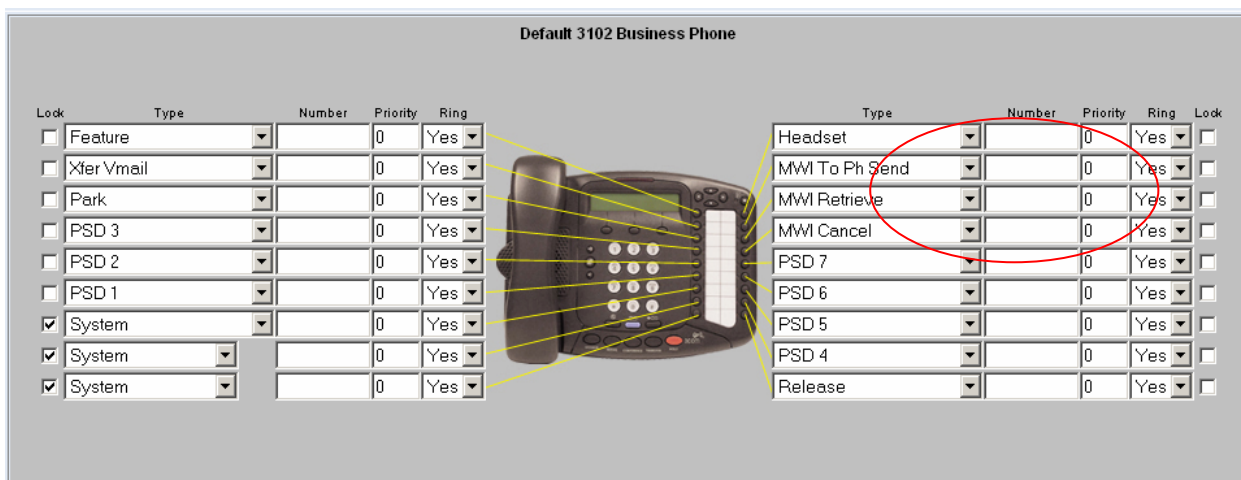 Default 3102 Business Phone
Lock Type Number Priority Ring Type Number Priority Ring Lock
Feature 0 Yes Headset 0 Yes
Xfer Vmail 0 Yes MWI To Ph Send 0 Yes
Park 0 Yes MWI Retrieve 0 Yes
PSD 3 0 Yes MWI Cancel 0 Yes
PSD 2 0 Yes PSD 7 0 Yes
PSD 1 0 Yes PSD 6 0 Yes
System 0 Yes PSD 5 0 Yes
System 0 Yes PSD 4 0 Yes
System 0 Yes Release 0 Yes